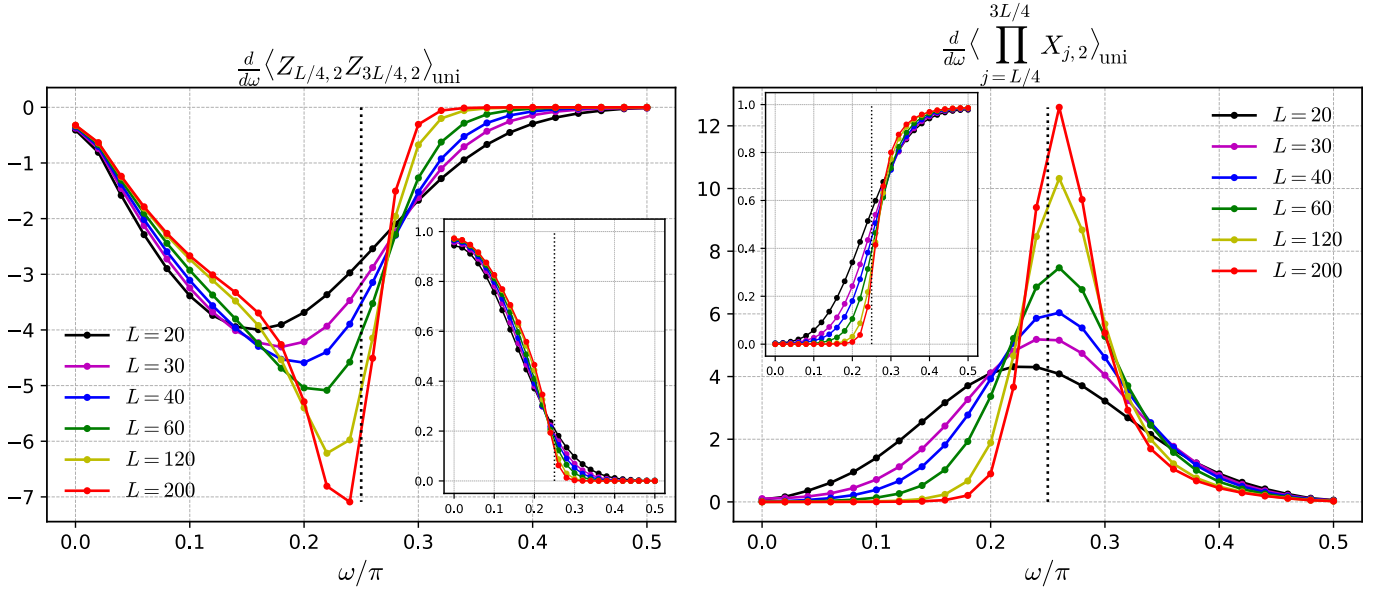 d/dω ⟨Z_{L/4, 2} Z_{3L/4, 2}⟩_uni
0
−1
−2
−3
−4
−5
−6
−7
L = 20
L = 30
L = 40
L = 60
L = 120
L = 200
1.0
0.8
0.6
0.4
0.2
0.0
0.0 0.1 0.2 0.3 0.4 0.5
0.0 0.1 0.2 0.3 0.4 0.5
ω/π
d/dω ⟨∏_{j=L/4}^{3L/4} X_{j, 2}⟩_uni
12
10
8
6
4
2
0
1.0
0.8
0.6
0.4
0.2
0.0
0.0 0.1 0.2 0.3 0.4 0.5
L = 20
L = 30
L = 40
L = 60
L = 120
L = 200
0.0 0.1 0.2 0.3 0.4 0.5
ω/π